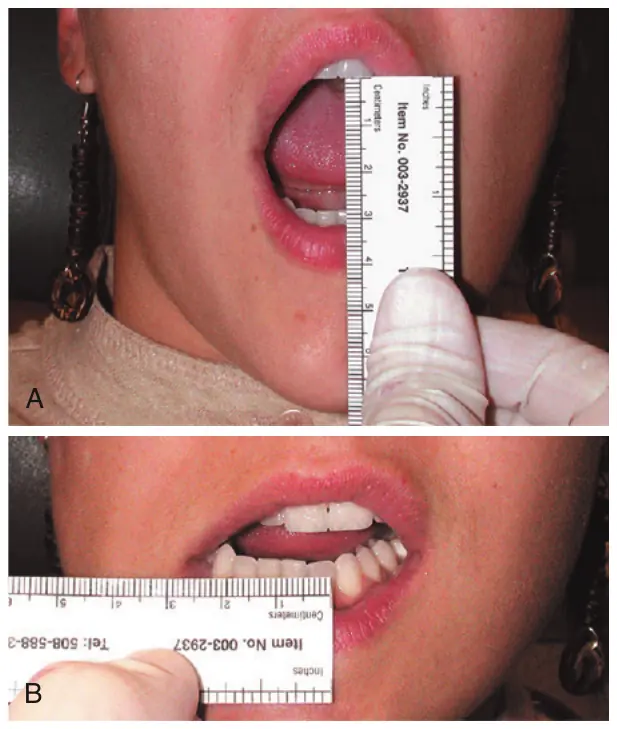 Inches
Centimeters
Item No. 003-2937
1
1
2
3
4
5
A
6 5 4 3 2 1
Centimeters
Tel: 508-588-3
Item No. 003-2937
Inches
B